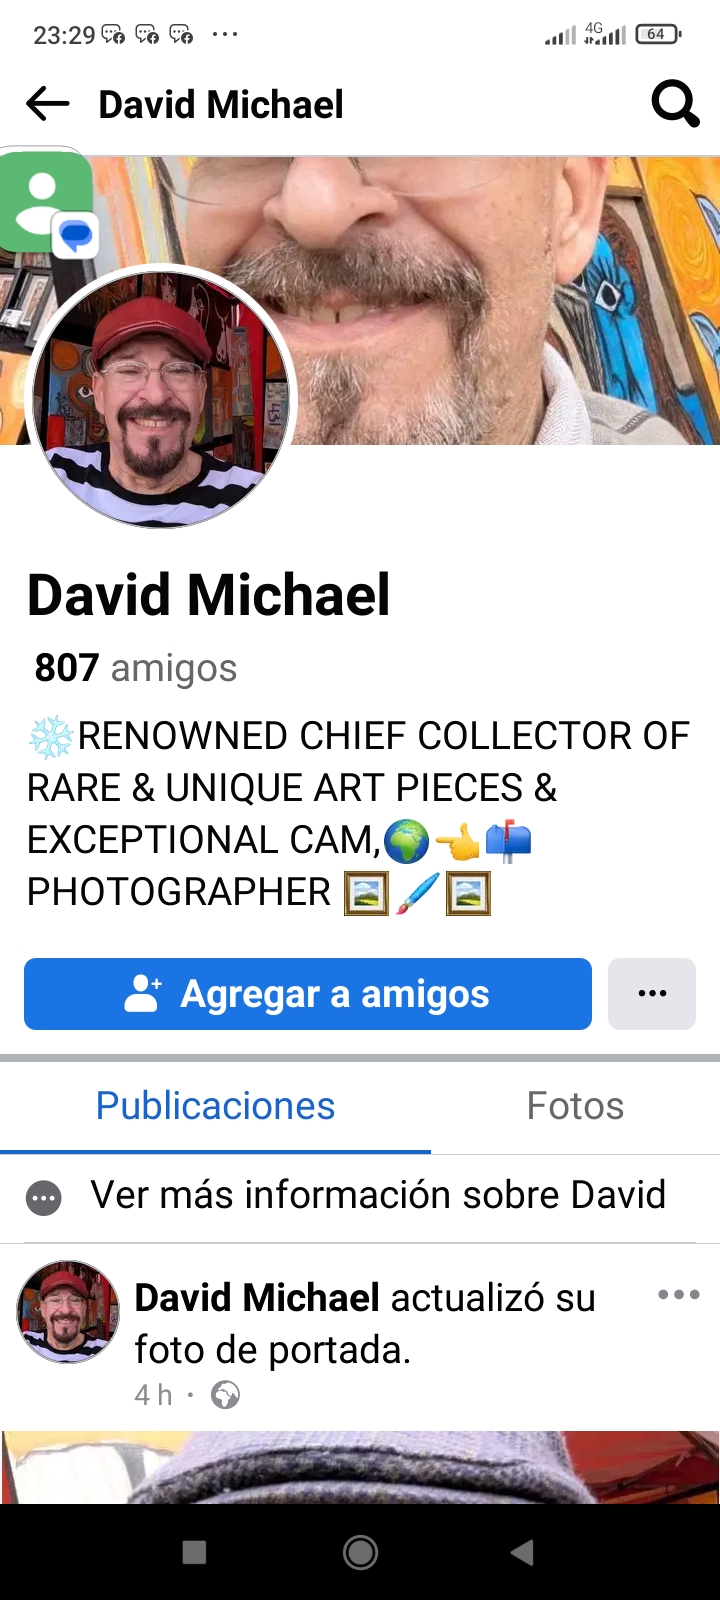 23:29
4G
64
David Michael
David Michael
807 amigos
❄️RENOWNED CHIEF COLLECTOR OF
RARE & UNIQUE ART PIECES &
EXCEPTIONAL CAM,🌍👈📫
PHOTOGRAPHER 🖼️🖌️🖼️
Agregar a amigos
Publicaciones
Fotos
Ver más información sobre David
David Michael actualizó su
foto de portada.
4 h ·